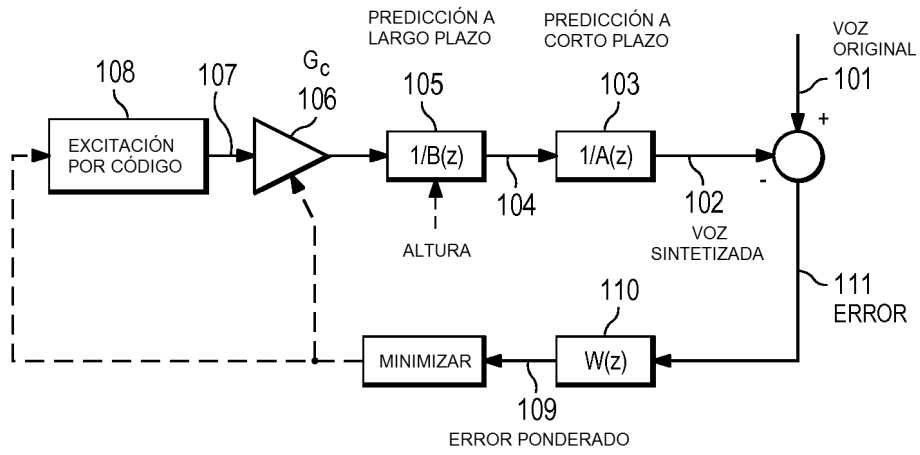 PREDICCIÓN A
LARGO PLAZO
PREDICCIÓN A
CORTO PLAZO
VOZ
ORIGINAL
101
+
108
107
Gc
106
105
103
EXCITACIÓN
POR CÓDIGO
1/B(z)
1/A(z)
-
104
102
ALTURA
VOZ
SINTETIZADA
111
ERROR
110
MINIMIZAR
W(z)
109
ERROR PONDERADO